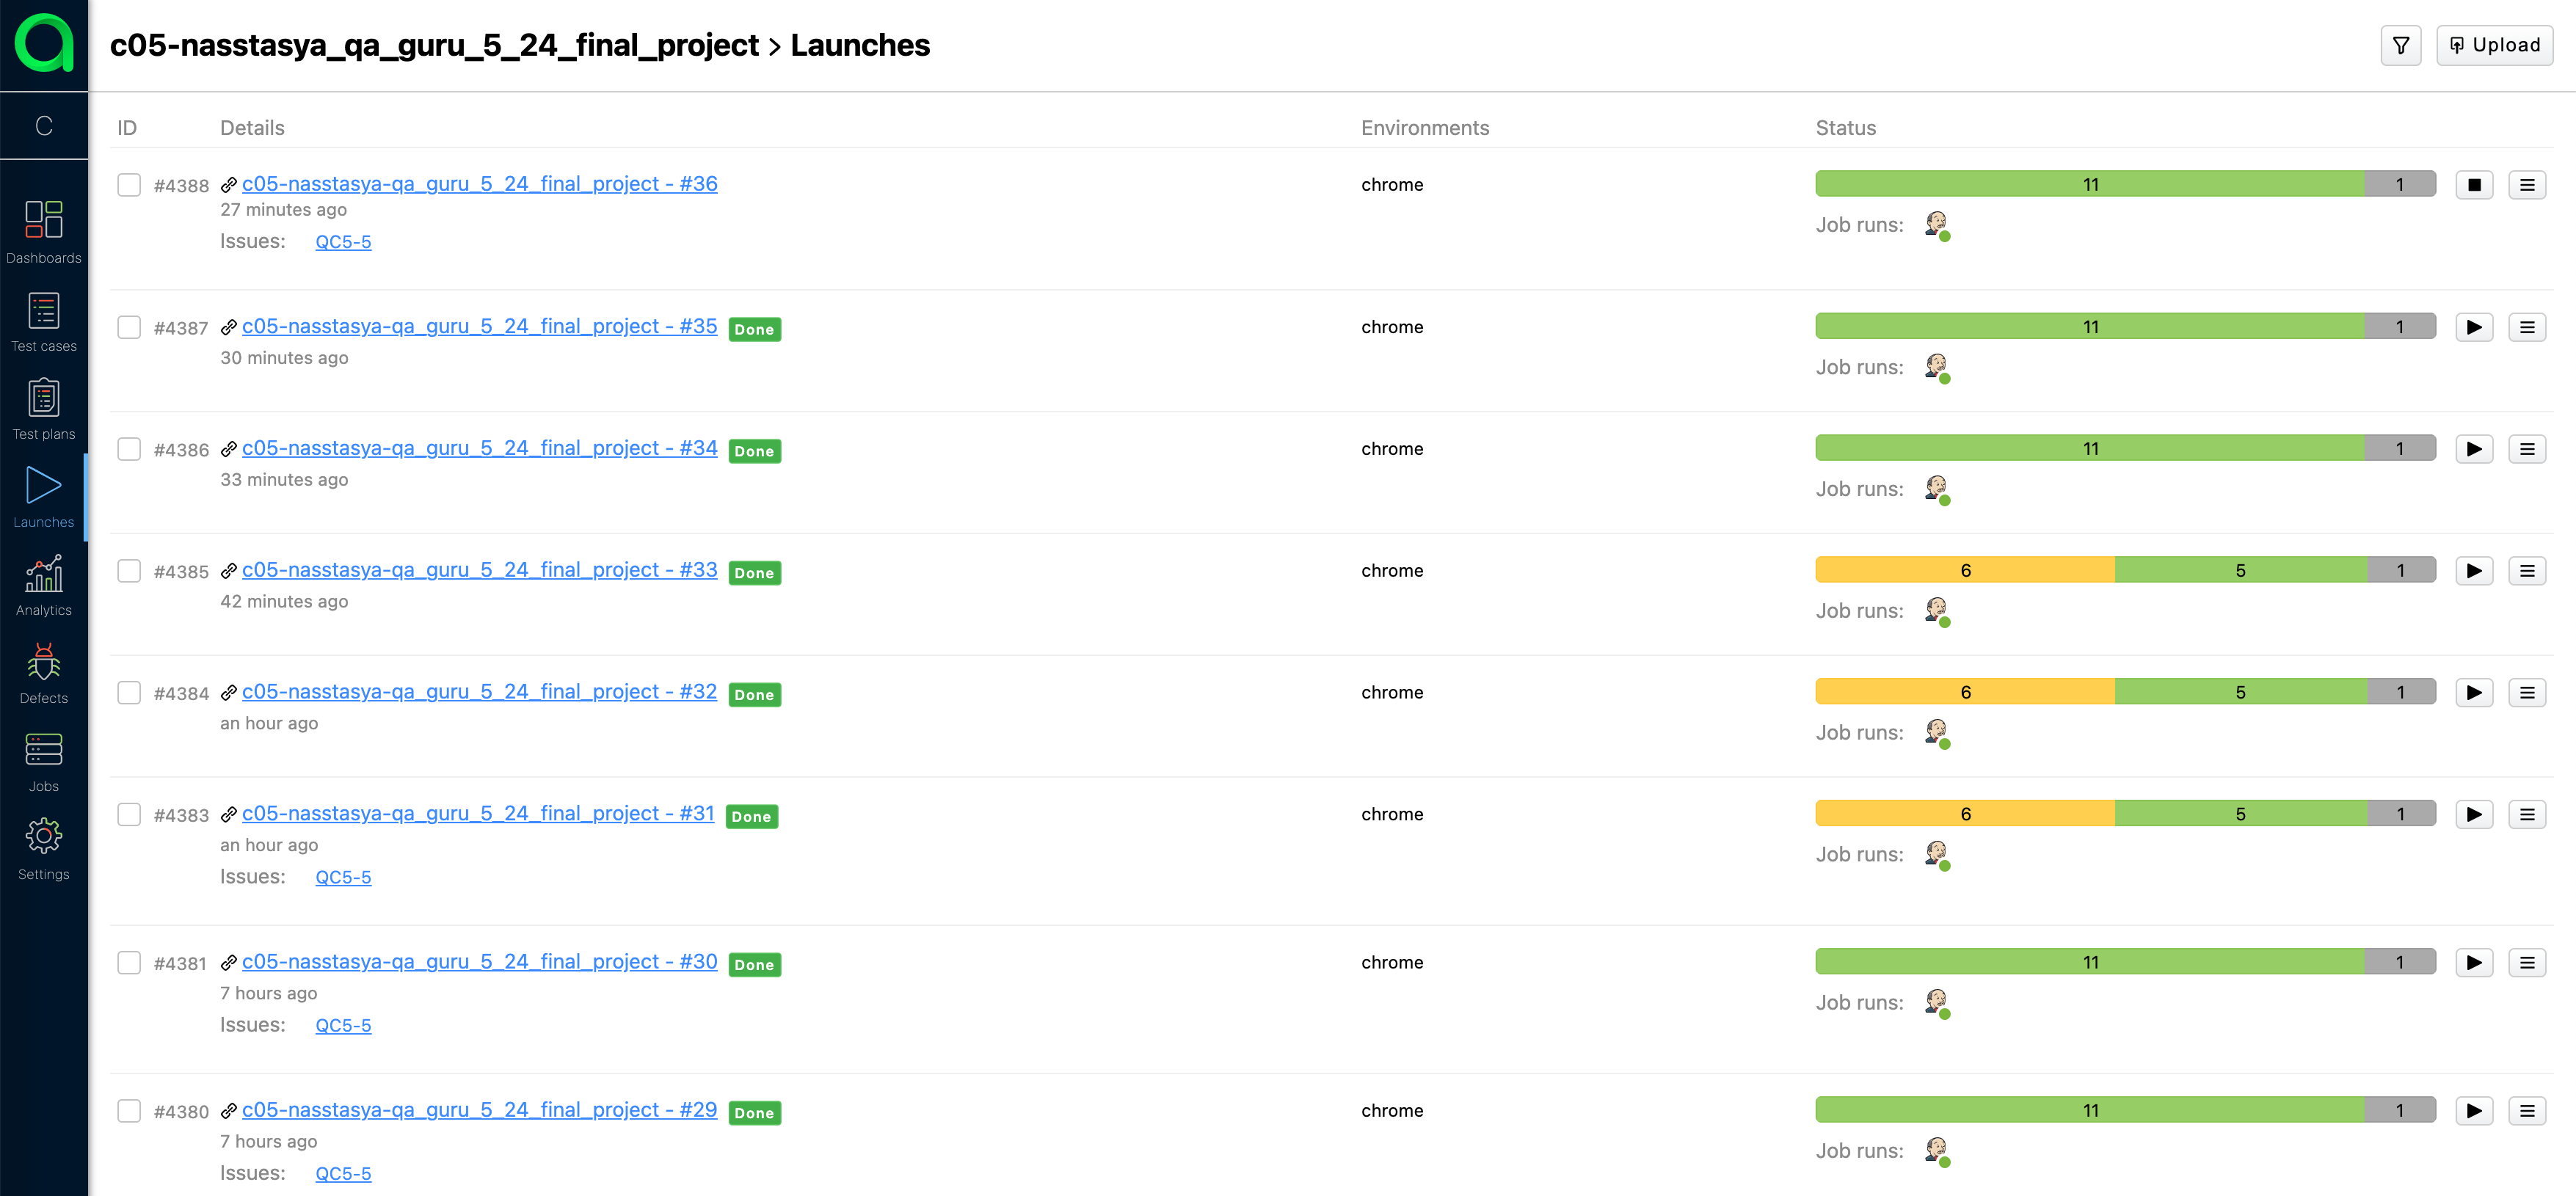 c05-nasstasya_qa_guru_5_24_final_project > Launches
Upload
C
Dashboards
Test cases
Test plans
Launches
Analytics
Defects
Jobs
Settings
ID Details Environments Status
#4388 c05-nasstasya-qa_guru_5_24_final_project - #36 chrome 11 1
27 minutes ago
Job runs:
Issues: QC5-5
#4387 c05-nasstasya-qa_guru_5_24_final_project - #35 Done chrome 11 1
30 minutes ago
Job runs:
#4386 c05-nasstasya-qa_guru_5_24_final_project - #34 Done chrome 11 1
33 minutes ago
Job runs:
#4385 c05-nasstasya-qa_guru_5_24_final_project - #33 Done chrome 6 5 1
42 minutes ago
Job runs:
#4384 c05-nasstasya-qa_guru_5_24_final_project - #32 Done chrome 6 5 1
an hour ago
Job runs:
#4383 c05-nasstasya-qa_guru_5_24_final_project - #31 Done chrome 6 5 1
an hour ago
Job runs:
Issues: QC5-5
#4381 c05-nasstasya-qa_guru_5_24_final_project - #30 Done chrome 11 1
7 hours ago
Job runs:
Issues: QC5-5
#4380 c05-nasstasya-qa_guru_5_24_final_project - #29 Done chrome 11 1
7 hours ago
Job runs:
Issues: QC5-5